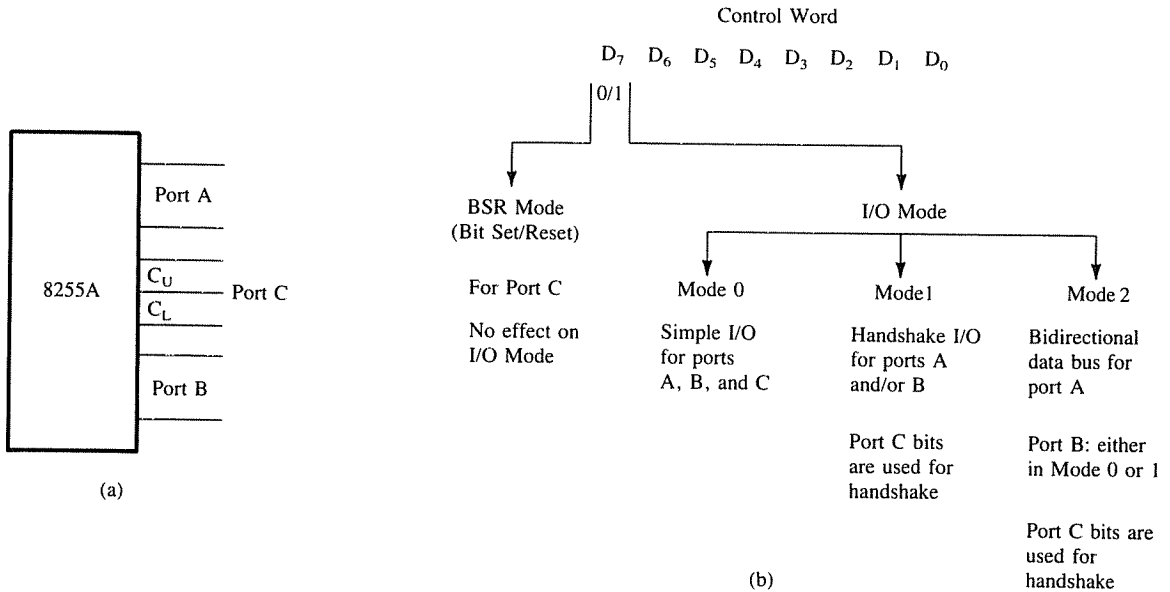 Control Word
D7 D6 D5 D4 D3 D2 D1 D0
0/1
Port A
8255A
CU
CL
Port C
Port B
(a)
BSR Mode
(Bit Set/Reset)
For Port C
No effect on
I/O Mode
I/O Mode
Mode 0
Simple I/O
for ports
A, B, and C
Mode1
Handshake I/O
for ports A
and/or B
Port C bits
are used for
handshake
Mode 2
Bidirectional
data bus for
port A
Port B: either
in Mode 0 or 1
Port C bits are
used for
handshake
(b)